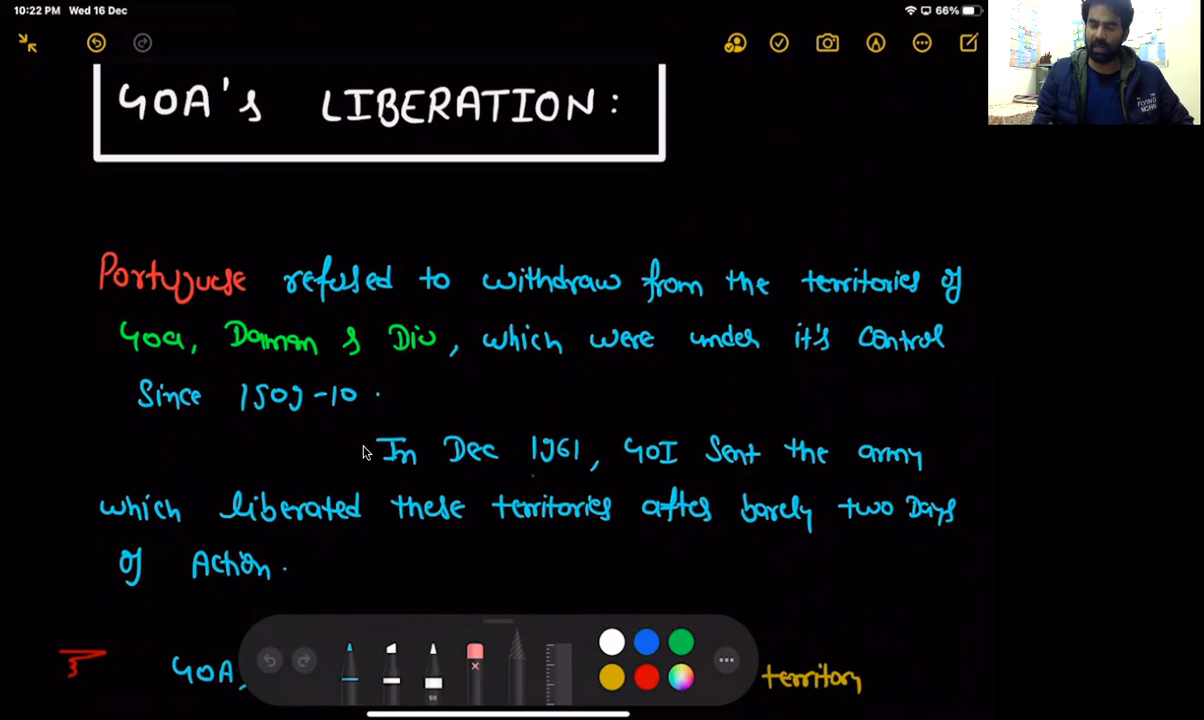 10:22 PM Wed 16 Dec
66%
GOA's LIBERATION:
Portuguese refused to withdraw from the territories of
Goa, Daman & Diu, which were under it's control
Since 1509-10.
In Dec 1961, GOI Sent the army
which liberated these territories after barely two Days
of Action.
GOA,
territory
FLYING